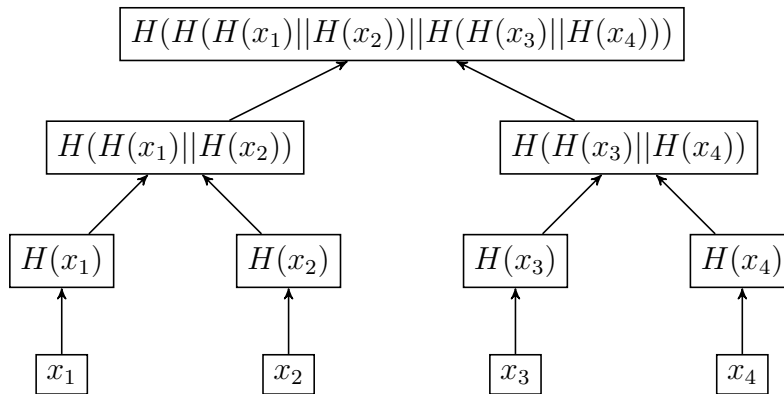 H(H(H(x₁)||H(x₂))||H(H(x₃)||H(x₄)))
H(H(x₁)||H(x₂)) H(H(x₃)||H(x₄))
H(x₁) H(x₂) H(x₃) H(x₄)
x₁ x₂ x₃ x₄